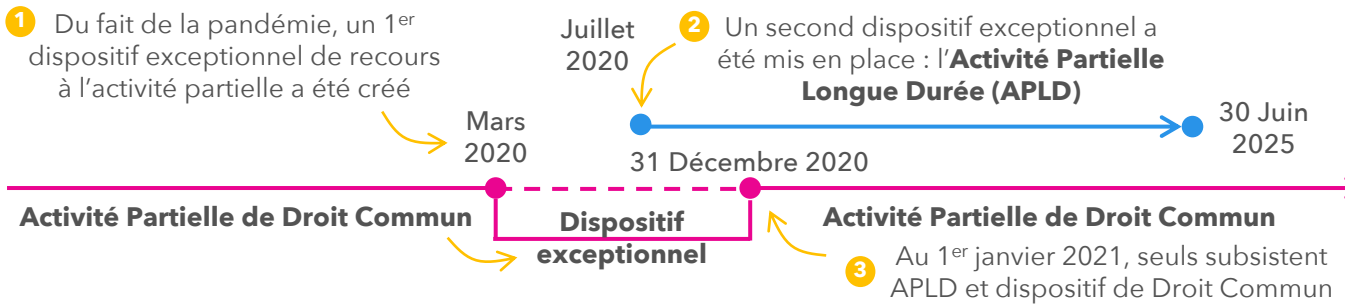 1 Du fait de la pandémie, un 1er
dispositif exceptionnel de recours
à l’activité partielle a été créé
Mars
2020
Juillet
2020
2 Un second dispositif exceptionnel a
été mis en place : l’Activité Partielle
Longue Durée (APLD)
30 Juin
2025
31 Décembre 2020
Activité Partielle de Droit Commun
Dispositif
exceptionnel
Activité Partielle de Droit Commun
3 Au 1er janvier 2021, seuls subsistent
APLD et dispositif de Droit Commun